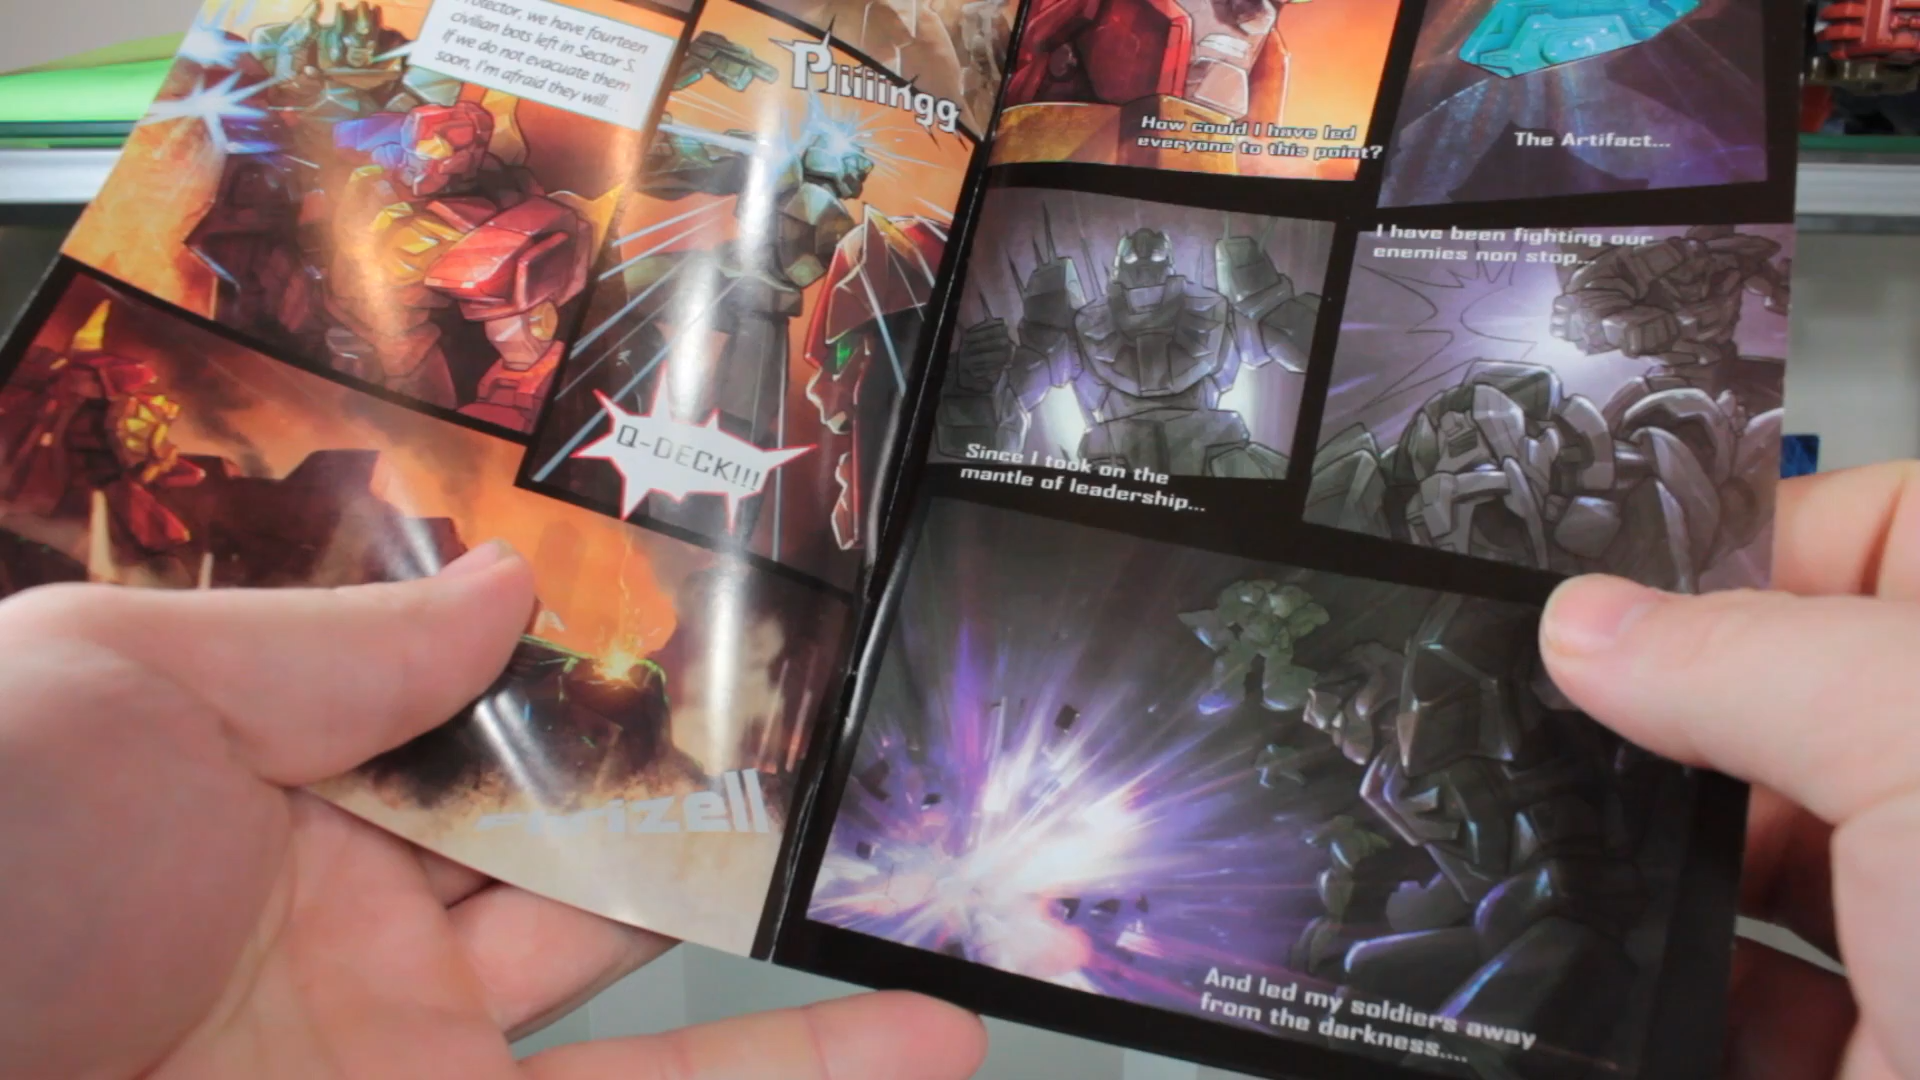 rotector, we have fourteen
civilian bots left in Sector S.
If we do not evacuate them
soon, I'm afraid they will...
Pliiiingg
Q-DECK!!!
How could I have led
everyone to this point?
The Artifact...
Since I took on the
mantle of leadership...
I have been fighting our
enemies non stop...
And led my soldiers away
from the darkness....